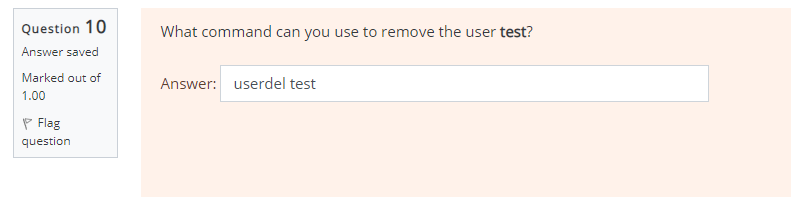 Question 10
Answer saved
Marked out of
1.00
Flag
question
What command can you use to remove the user test?
Answer: userdel test